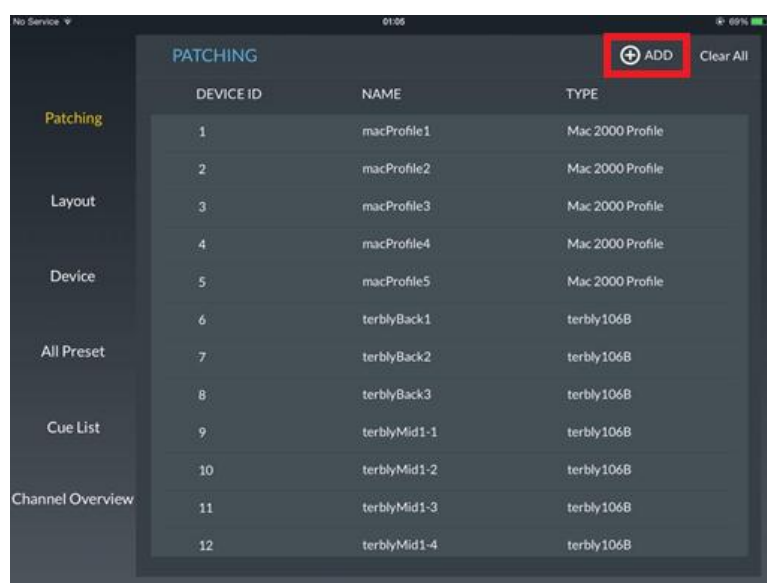 No Service 01:05 69%
PATCHING ADD Clear All
DEVICE ID NAME TYPE
Patching
1 macProfile1 Mac 2000 Profile
2 macProfile2 Mac 2000 Profile
Layout
3 macProfile3 Mac 2000 Profile
4 macProfile4 Mac 2000 Profile
Device
5 macProfile5 Mac 2000 Profile
6 terblyBack1 terbly106B
All Preset
7 terblyBack2 terbly106B
8 terblyBack3 terbly106B
Cue List
9 terblyMid1-1 terbly106B
10 terblyMid1-2 terbly106B
Channel Overview
11 terblyMid1-3 terbly106B
12 terblyMid1-4 terbly106B